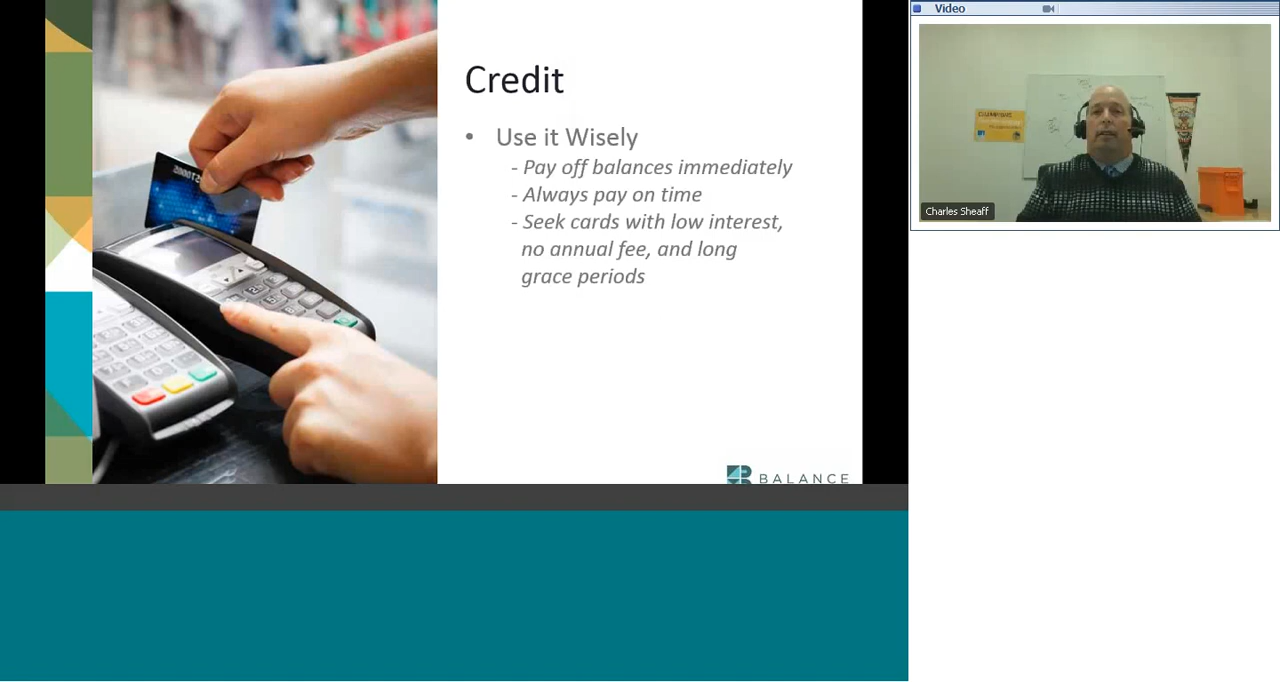 Credit
• Use it Wisely
- Pay off balances immediately
- Always pay on time
- Seek cards with low interest,
no annual fee, and long
grace periods
BALANCE
Video
Charles Sheaff